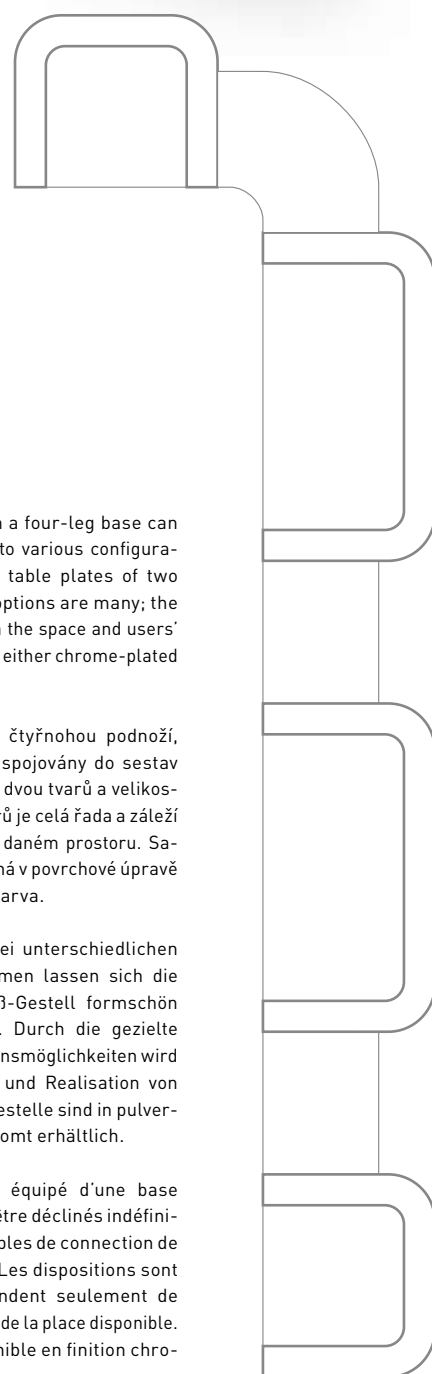 a four-leg base can
to various configura-
table plates of two
options are many; the
the space and users'
either chrome-plated
čtyřnohou podnoží,
spojovány do sestav
dvou tvarů a velikos-
ů je celá řada a záleží
daném prostoru. Sa-
ná v povrchové úpravě
arva.
ei unterschiedlichen
men lassen sich die
ß-Gestell formschön
Durch die gezielte
nsmöglichkeiten wird
und Realisation von
estelle sind in pulver-
omt erhältlich.
équipé d'une base
être déclinés indéfini-
bles de connection de
Les dispositions sont
ndent seulement de
de la place disponible.
nible en finition chro-